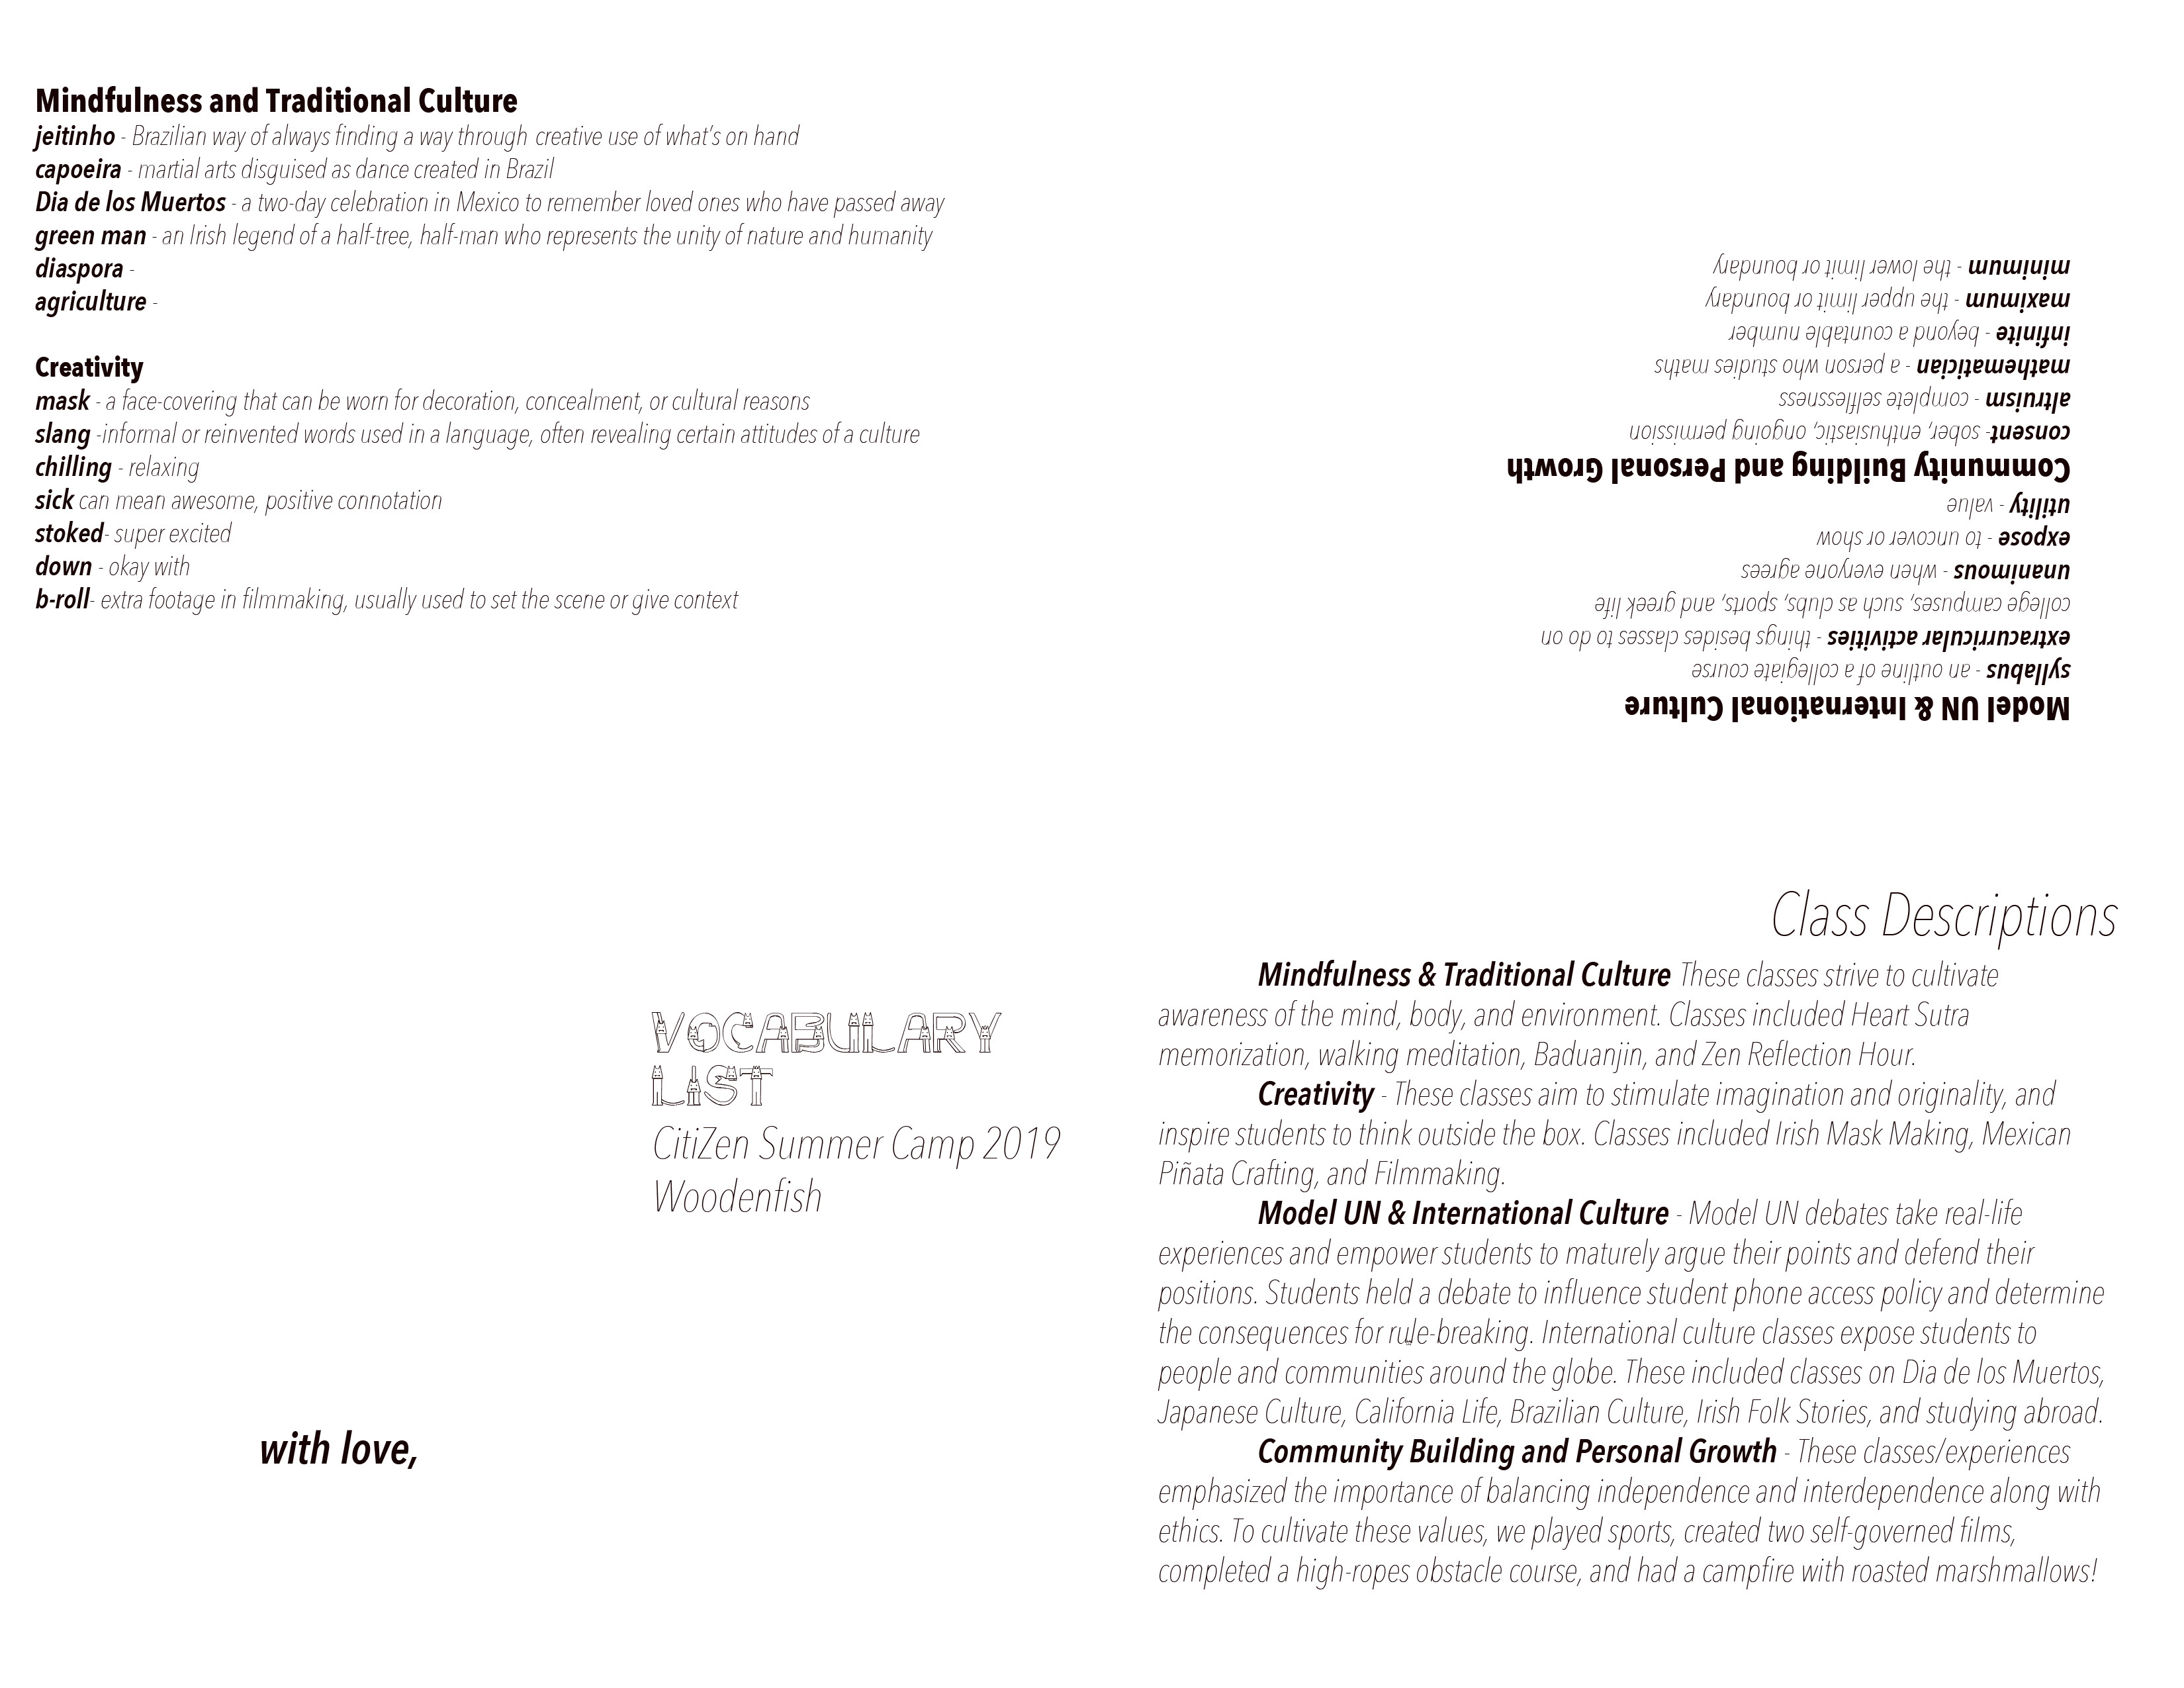 Mindfulness and Traditional Culture
jeitinho - Brazilian way of always finding a way through creative use of what's on hand
capoeira - martial arts disguised as dance created in Brazil
Dia de los Muertos - a two-day celebration in Mexico to remember loved ones who have passed away
green man - an Irish legend of a half-tree, half-man who represents the unity of nature and humanity
diaspora -
agriculture -
Creativity
mask - a face-covering that can be worn for decoration, concealment, or cultural reasons
slang -informal or reinvented words used in a language, often revealing certain attitudes of a culture
chilling - relaxing
sick can mean awesome, positive connotation
stoked- super excited
down - okay with
b-roll- extra footage in filmmaking, usually used to set the scene or give context
Model UN & International Culture
syllabus - an outline of a collegiate course
extracurricular activities - things besides classes to do on
college campuses, such as clubs, sports, and greek life
unanimous - when everyone agrees
expose - to uncover or show
utility - value
Community Building and Personal Growth
consent- sober, enthusiastic, ongoing permission
altruism - complete selflessness
mathematician - a person who studies maths
infinite - beyond a countable number
maximum - the upper limit or boundary
minimum - the lower limit or boundary
VOCABULARY
LIST
CitiZen Summer Camp 2019
Woodenfish
with love,
Class Descriptions
Mindfulness & Traditional Culture These classes strive to cultivate
awareness of the mind, body, and environment. Classes included Heart Sutra
memorization, walking meditation, Baduanjin, and Zen Reflection Hour.
Creativity - These classes aim to stimulate imagination and originality, and
inspire students to think outside the box. Classes included Irish Mask Making, Mexican
Piñata Crafting, and Filmmaking.
Model UN & International Culture - Model UN debates take real-life
experiences and empower students to maturely argue their points and defend their
positions. Students held a debate to influence student phone access policy and determine
the consequences for rule-breaking. International culture classes expose students to
people and communities around the globe. These included classes on Dia de los Muertos,
Japanese Culture, California Life, Brazilian Culture, Irish Folk Stories, and studying abroad.
Community Building and Personal Growth - These classes/experiences
emphasized the importance of balancing independence and interdependence along with
ethics. To cultivate these values, we played sports, created two self-governed films,
completed a high-ropes obstacle course, and had a campfire with roasted marshmallows!